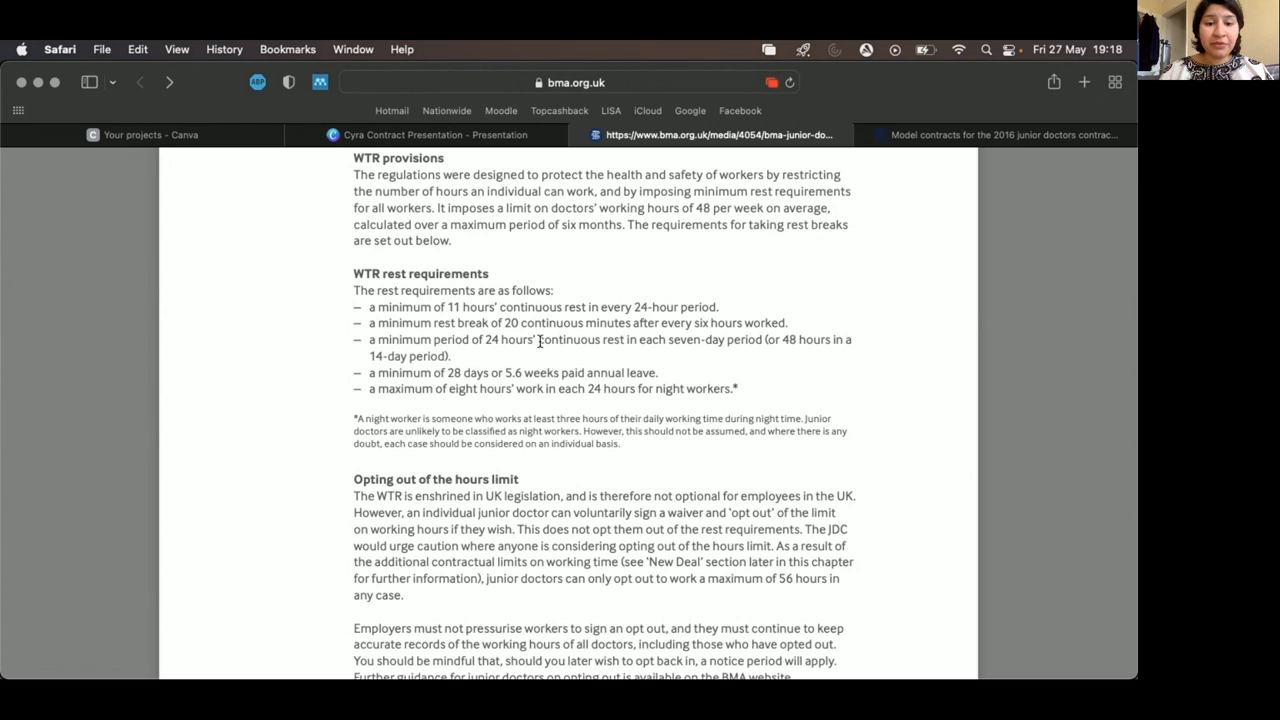 Safari File Edit View History Bookmarks Window Help Fri 27 May 19:18
ABP bma.org.uk
Hotmail Nationwide Moodle Topcashback LISA iCloud Google Facebook
C Your projects - Canva Cyra Contract Presentation - Presentation https://www.bma.org.uk/media/4054/bma-junior-do... Model contracts for the 2016 junior doctors contrac...
WTR provisions
The regulations were designed to protect the health and safety of workers by restricting
the number of hours an individual can work, and by imposing minimum rest requirements
for all workers. It imposes a limit on doctors’ working hours of 48 per week on average,
calculated over a maximum period of six months. The requirements for taking rest breaks
are set out below.
WTR rest requirements
The rest requirements are as follows:
– a minimum of 11 hours’ continuous rest in every 24-hour period.
– a minimum rest break of 20 continuous minutes after every six hours worked.
– a minimum period of 24 hours’ continuous rest in each seven-day period (or 48 hours in a
14-day period).
– a minimum of 28 days or 5.6 weeks paid annual leave.
– a maximum of eight hours’ work in each 24 hours for night workers.*
*A night worker is someone who works at least three hours of their daily working time during night time. Junior
doctors are unlikely to be classified as night workers. However, this should not be assumed, and where there is any
doubt, each case should be considered on an individual basis.
Opting out of the hours limit
The WTR is enshrined in UK legislation, and is therefore not optional for employees in the UK.
However, an individual junior doctor can voluntarily sign a waiver and ‘opt out’ of the limit
on working hours if they wish. This does not opt them out of the rest requirements. The JDC
would urge caution where anyone is considering opting out of the hours limit. As a result of
the additional contractual limits on working time (see ‘New Deal’ section later in this chapter
for further information), junior doctors can only opt out to work a maximum of 56 hours in
any case.
Employers must not pressurise workers to sign an opt out, and they must continue to keep
accurate records of the working hours of all doctors, including those who have opted out.
You should be mindful that, should you later wish to opt back in, a notice period will apply.
Further guidance for junior doctors on opting out is available on the BMA website.